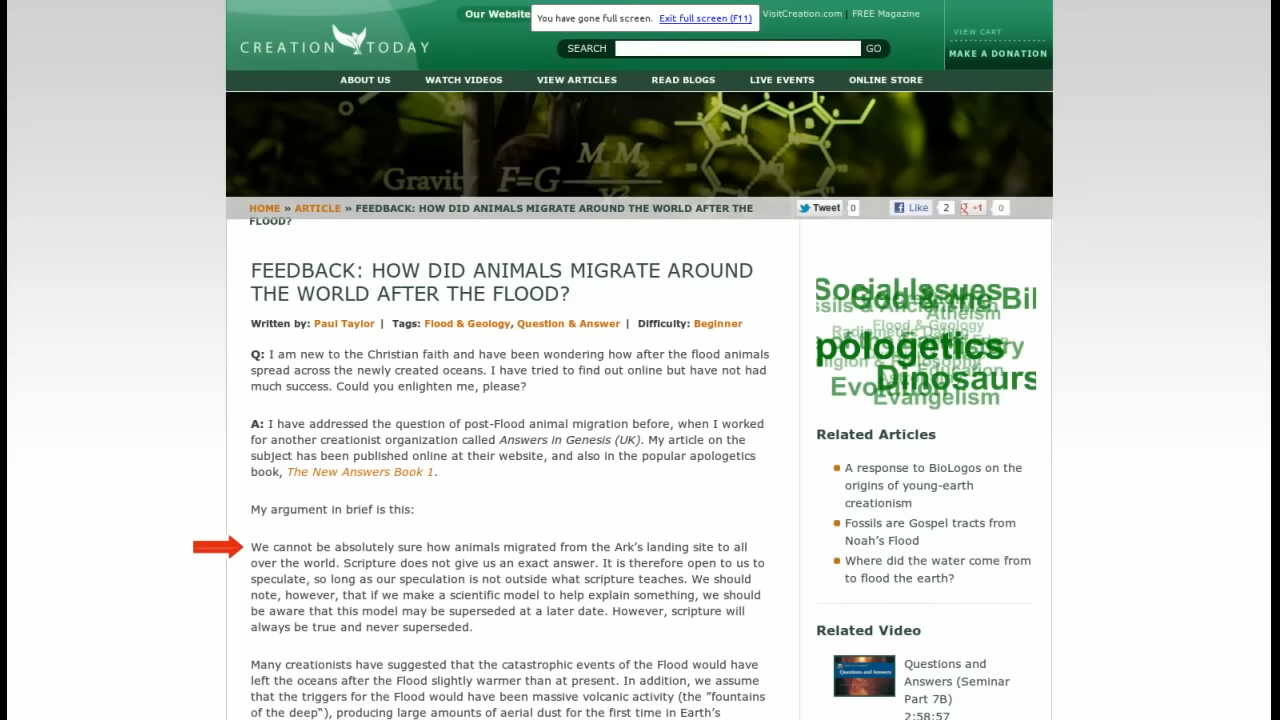 Our Website
You have gone full screen. Exit full screen (F11)
VisitCreation.com | FREE Magazine
CREATION TODAY
SEARCH
GO
VIEW CART
MAKE A DONATION
ABOUT US
WATCH VIDEOS
VIEW ARTICLES
READ BLOGS
LIVE EVENTS
ONLINE STORE
Gravity F=G
HOME » ARTICLE » FEEDBACK: HOW DID ANIMALS MIGRATE AROUND THE WORLD AFTER THE
FLOOD?
Tweet 0
Like 2
+1 0
FEEDBACK: HOW DID ANIMALS MIGRATE AROUND
THE WORLD AFTER THE FLOOD?
Written by: Paul Taylor | Tags: Flood & Geology, Question & Answer | Difficulty: Beginner
Q: I am new to the Christian faith and have been wondering how after the flood animals
spread across the newly created oceans. I have tried to find out online but have not had
much success. Could you enlighten me, please?
A: I have addressed the question of post-Flood animal migration before, when I worked
for another creationist organization called Answers in Genesis (UK). My article on the
subject has been published online at their website, and also in the popular apologetics
book, The New Answers Book 1.
My argument in brief is this:
We cannot be absolutely sure how animals migrated from the Ark's landing site to all
over the world. Scripture does not give us an exact answer. It is therefore open to us to
speculate, so long as our speculation is not outside what scripture teaches. We should
note, however, that if we make a scientific model to help explain something, we should
be aware that this model may be superseded at a later date. However, scripture will
always be true and never superseded.
Many creationists have suggested that the catastrophic events of the Flood would have
left the oceans after the Flood slightly warmer than at present. In addition, we assume
that the triggers for the Flood would have been massive volcanic activity (the "fountains
of the deep"), producing large amounts of aerial dust for the first time in Earth's
Social Issues
God & the Bil
Atheism
Flood & Geology
pologetics
Dinosaurs
Evolution
Evangelism
Related Articles
A response to BioLogos on the
origins of young-earth
creationism
Fossils are Gospel tracts from
Noah's Flood
Where did the water come from
to flood the earth?
Related Video
Questions and Answers
Questions and
Answers (Seminar
Part 7B)
2:58:57